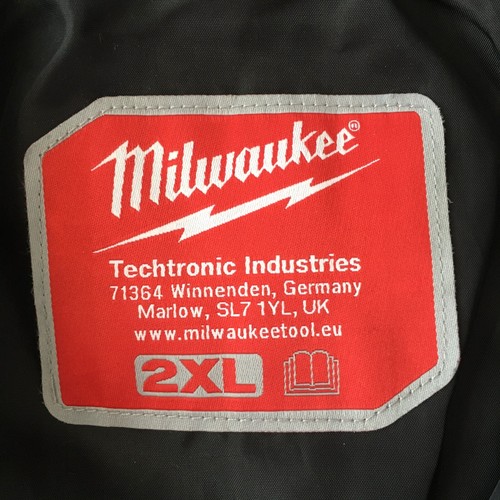 Milwaukee®
Techtronic Industries
71364 Winnenden, Germany
Marlow, SL7 1YL, UK
www.milwaukeetool.eu
2XL